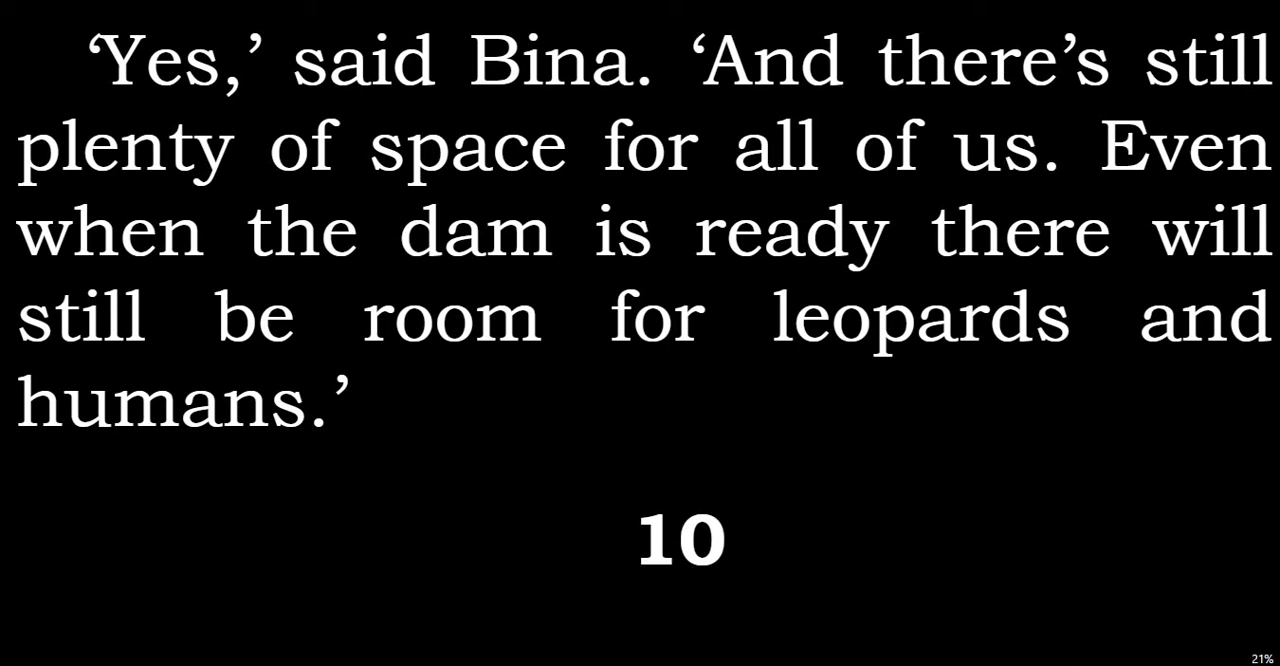 ‘Yes,’ said Bina. ‘And there’s still
plenty of space for all of us. Even
when the dam is ready there will
still be room for leopards and
humans.’
10
21%